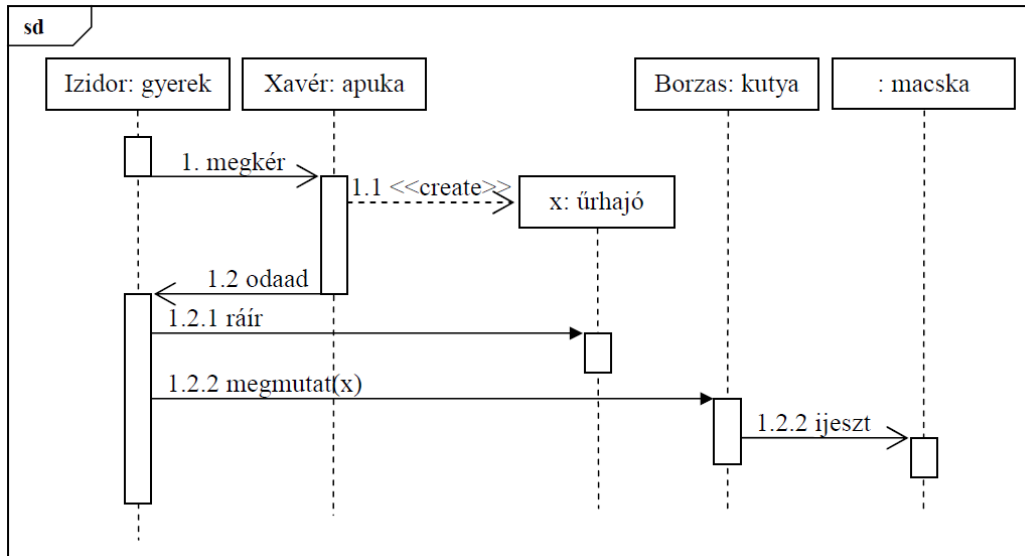 sd
Izidor: gyerek
Xavér: apuka
Borzas: kutya
: macska
1. megkér
1.1 <<create>>
x: űrhajó
1.2 odaad
1.2.1 ráír
1.2.2 megmutat(x)
1.2.2 ijeszt